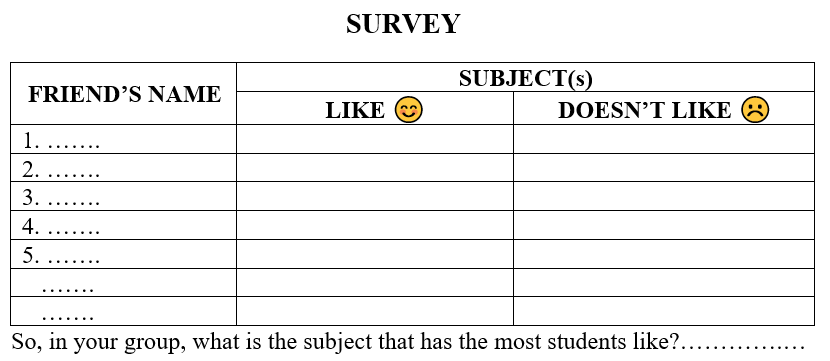 SURVEY
FRIEND’S NAME
SUBJECT(s)
LIKE 😊
DOESN’T LIKE ☹
1. …….
2. …….
3. …….
4. …….
5. …….
…….
…….
So, in your group, what is the subject that has the most students like?…………..…